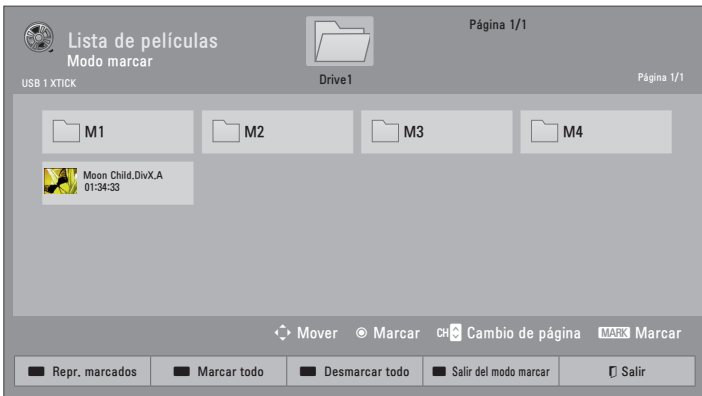 Lista de películas
Modo marcar
USB 1 XTICK
Drive1
Página 1/1
Página 1/1
M1
M2
M3
M4
Moon Child,DivX,A
01:34:33
Mover
Marcar
CH Cambio de página
MARK Marcar
Repr. marcados
Marcar todo
Desmarcar todo
Salir del modo marcar
Salir